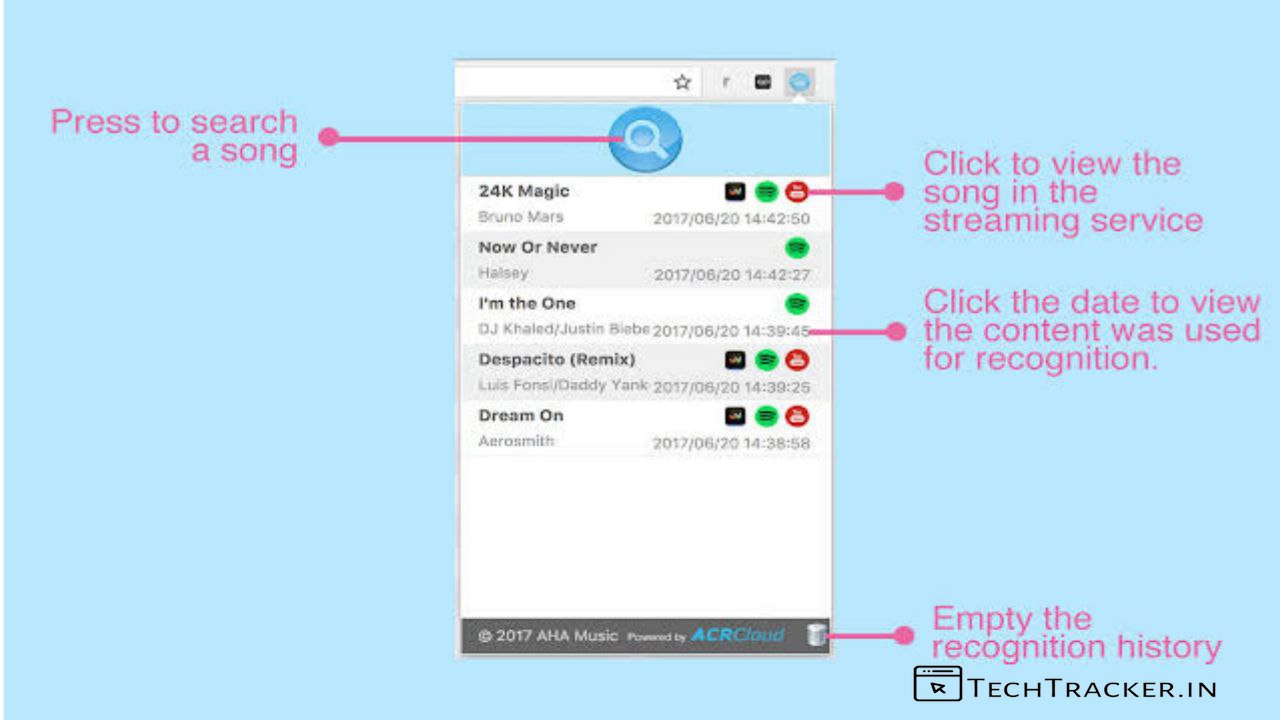 Press to search
a song
24K Magic
Bruno Mars
2017/06/20 14:42:50
Now Or Never
Halsey
2017/06/20 14:42:27
I'm the One
DJ Khaled/Justin Biebe 2017/06/20 14:39:45
Despacito (Remix)
Luis Fonsi/Daddy Yank 2017/06/20 14:39:25
Dream On
Aerosmith
2017/06/20 14:38:58
© 2017 AHA Music Powered by ACRCloud
Click to view the
song in the
streaming service
Click the date to view
the content was used
for recognition.
Empty the
recognition history
TECHTRACKER.IN